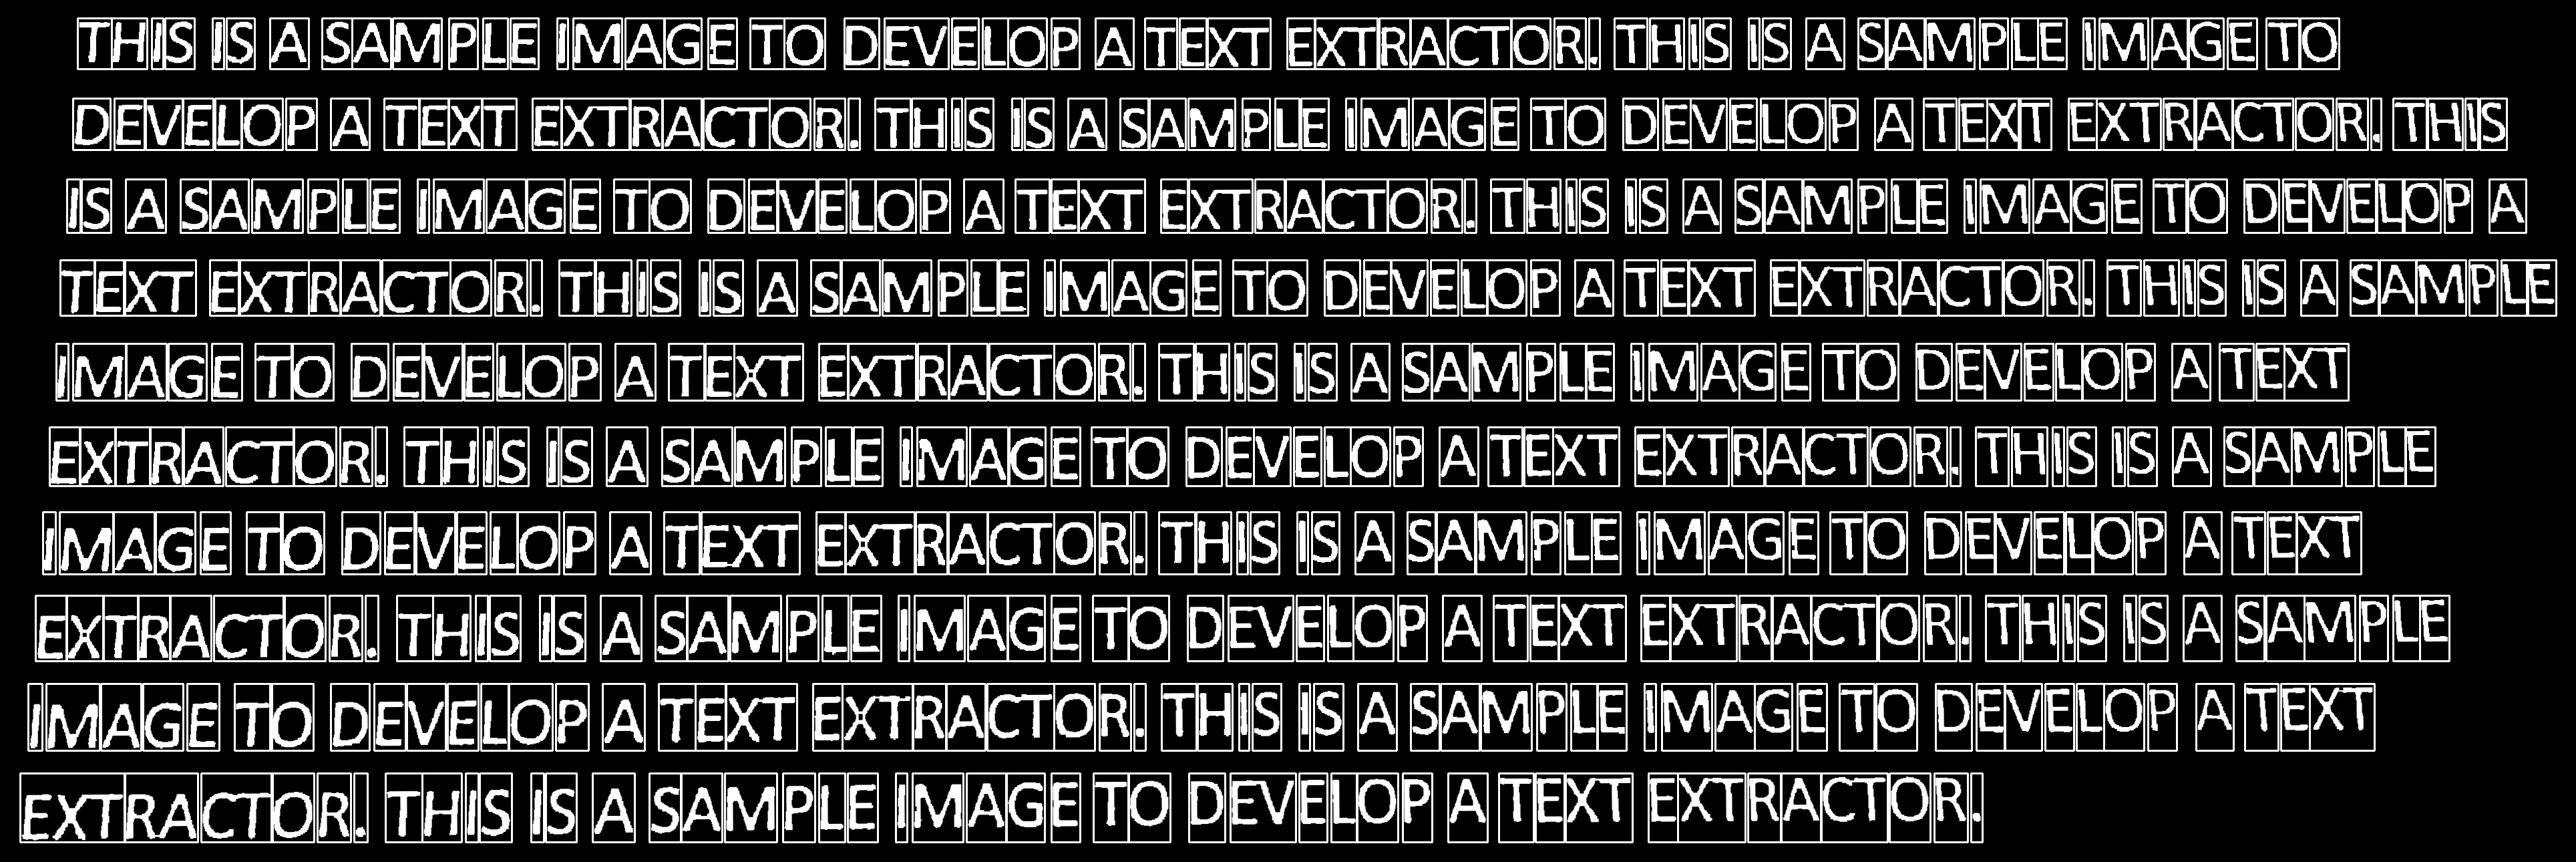 THIS IS A SAMPLE IMAGE TO DEVELOP A TEXT EXTRACTOR. THIS IS A SAMPLE IMAGE TO
DEVELOP A TEXT EXTRACTOR. THIS IS A SAMPLE IMAGE TO DEVELOP A TEXT EXTRACTOR. THIS
IS A SAMPLE IMAGE TO DEVELOP A TEXT EXTRACTOR. THIS IS A SAMPLE IMAGE TO DEVELOP A
TEXT EXTRACTOR. THIS IS A SAMPLE IMAGE TO DEVELOP A TEXT EXTRACTOR. THIS IS A SAMPLE
IMAGE TO DEVELOP A TEXT EXTRACTOR. THIS IS A SAMPLE IMAGE TO DEVELOP A TEXT
EXTRACTOR. THIS IS A SAMPLE IMAGE TO DEVELOP A TEXT EXTRACTOR. THIS IS A SAMPLE
IMAGE TO DEVELOP A TEXT EXTRACTOR. THIS IS A SAMPLE IMAGE TO DEVELOP A TEXT
EXTRACTOR. THIS IS A SAMPLE IMAGE TO DEVELOP A TEXT EXTRACTOR. THIS IS A SAMPLE
IMAGE TO DEVELOP A TEXT EXTRACTOR. THIS IS A SAMPLE IMAGE TO DEVELOP A TEXT
EXTRACTOR. THIS IS A SAMPLE IMAGE TO DEVELOP A TEXT EXTRACTOR.